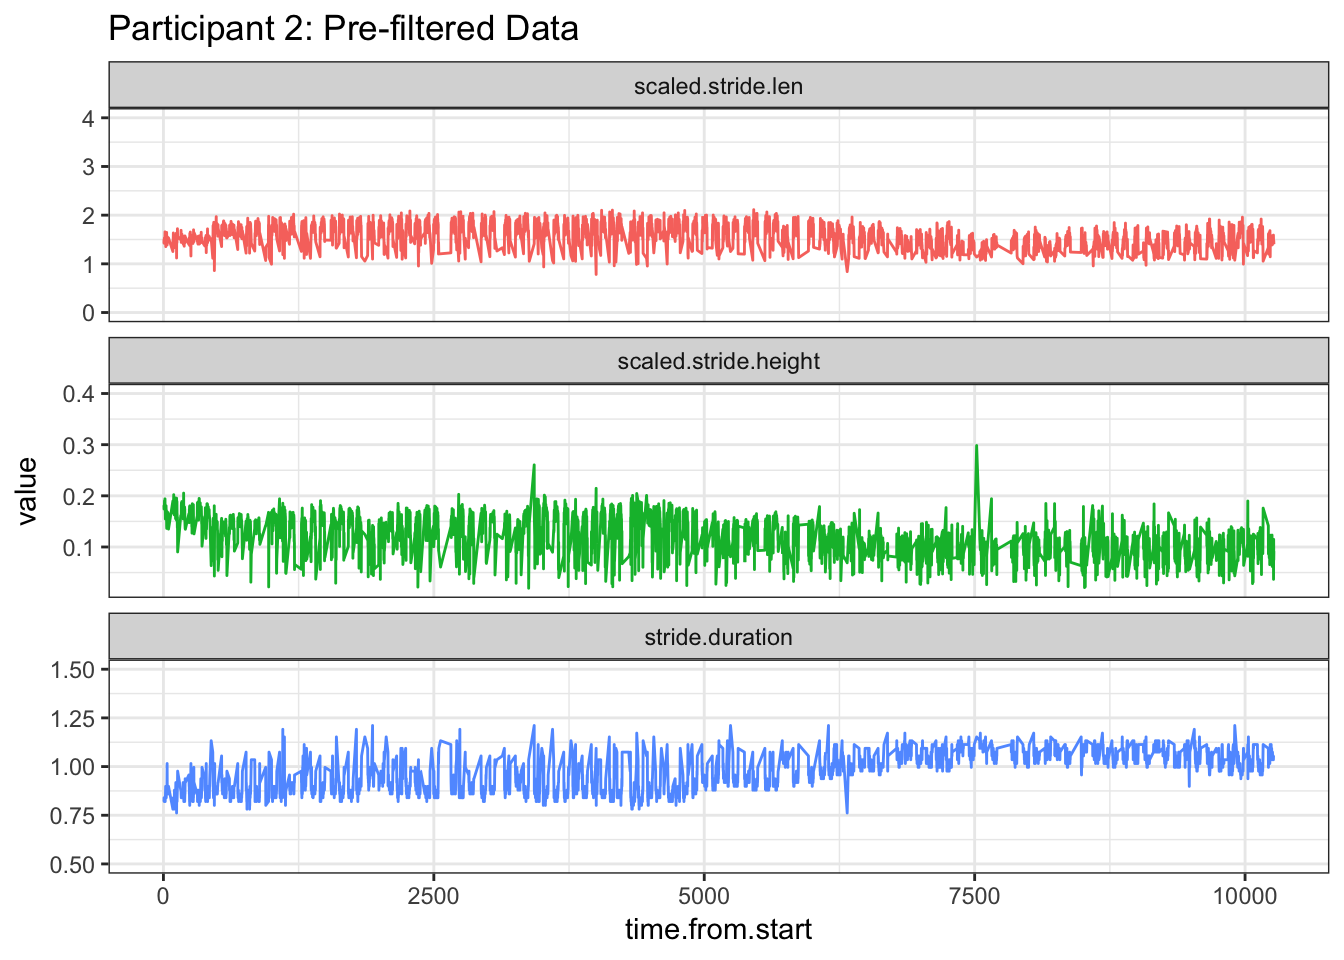 Participant 2: Pre-filtered Data
scaled.stride.len
4
3
2
1
0
scaled.stride.height
0.4
0.3
0.2
0.1
value
stride.duration
1.50
1.25
1.00
0.75
0.50
0 2500 5000 7500 10000
time.from.start